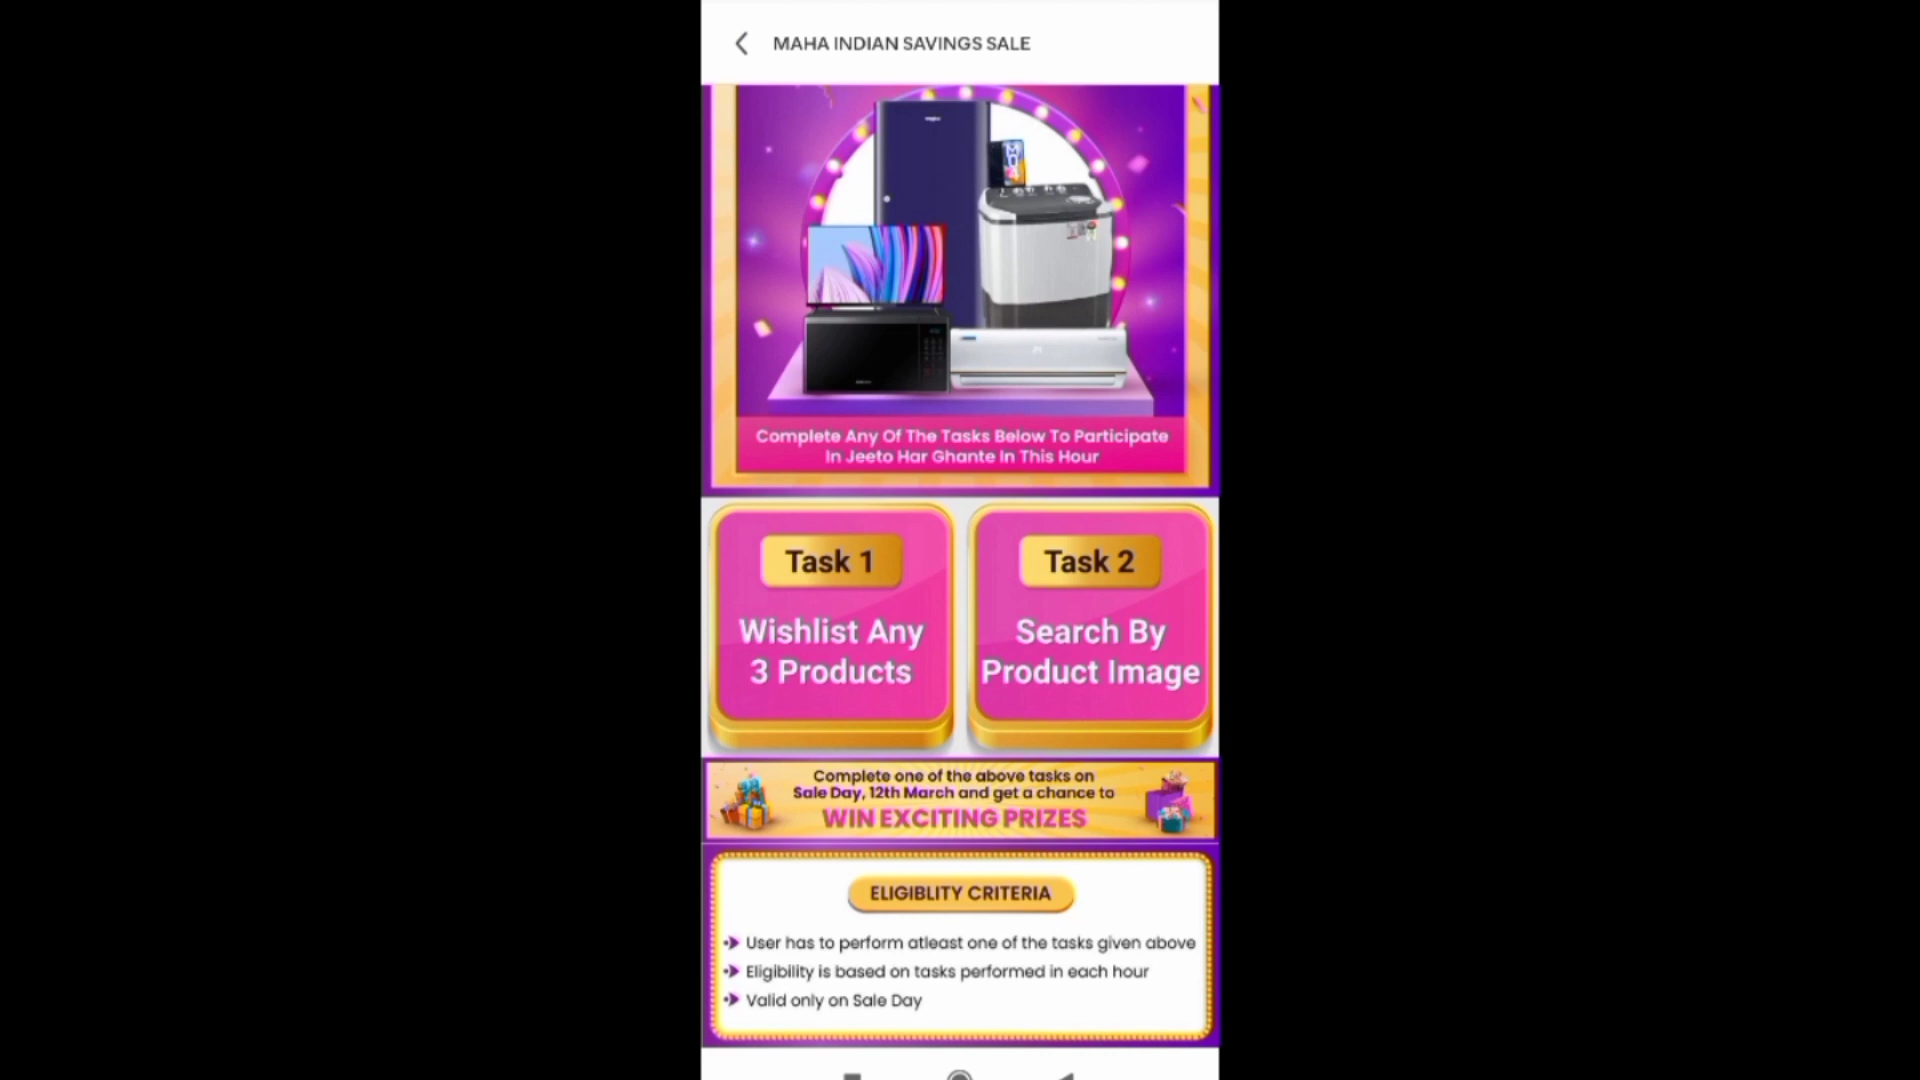 MAHA INDIAN SAVINGS SALE
Complete Any Of The Tasks Below To Participate
In Jeeto Har Ghante In This Hour
Task 1
Wishlist Any
3 Products
Task 2
Search By
Product Image
Complete one of the above tasks on
Sale Day, 12th March and get a chance to
WIN EXCITING PRIZES
ELIGIBLITY CRITERIA
User has to perform atleast one of the tasks given above
Eligibility is based on tasks performed in each hour
Valid only on Sale Day